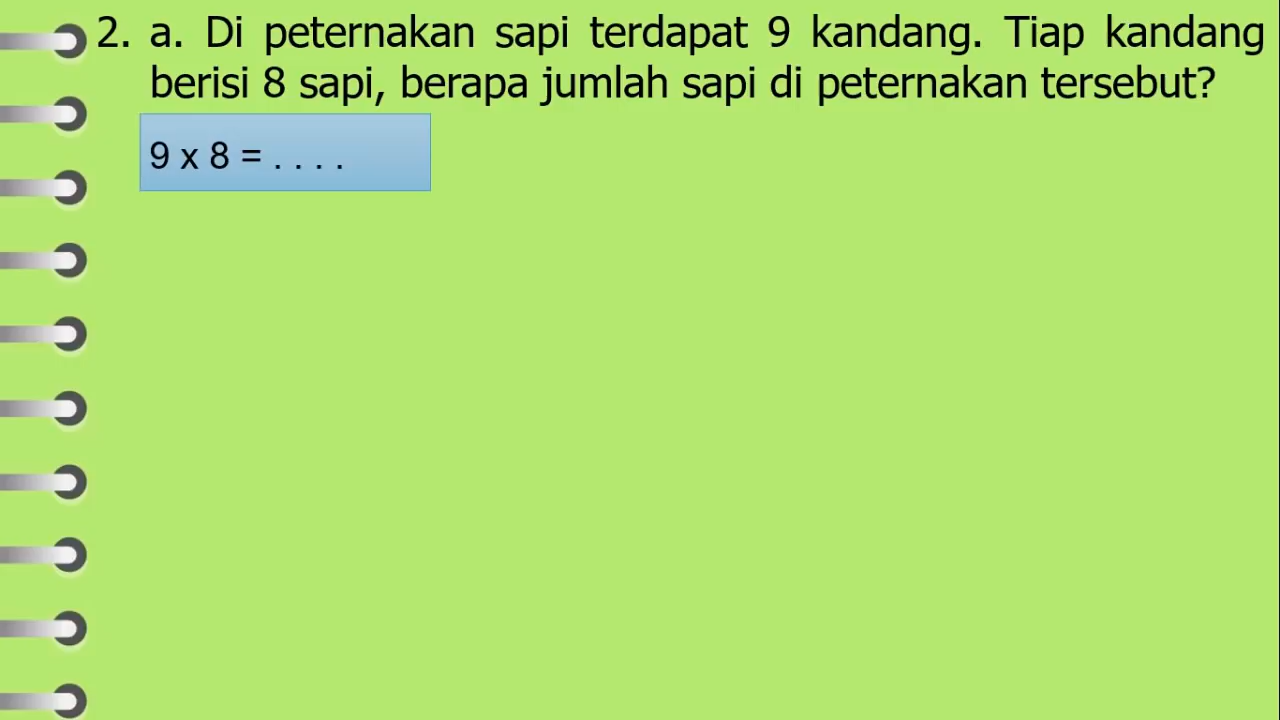 2. a. Di peternakan sapi terdapat 9 kandang. Tiap kandang
berisi 8 sapi, berapa jumlah sapi di peternakan tersebut?
9 x 8 = . . . .